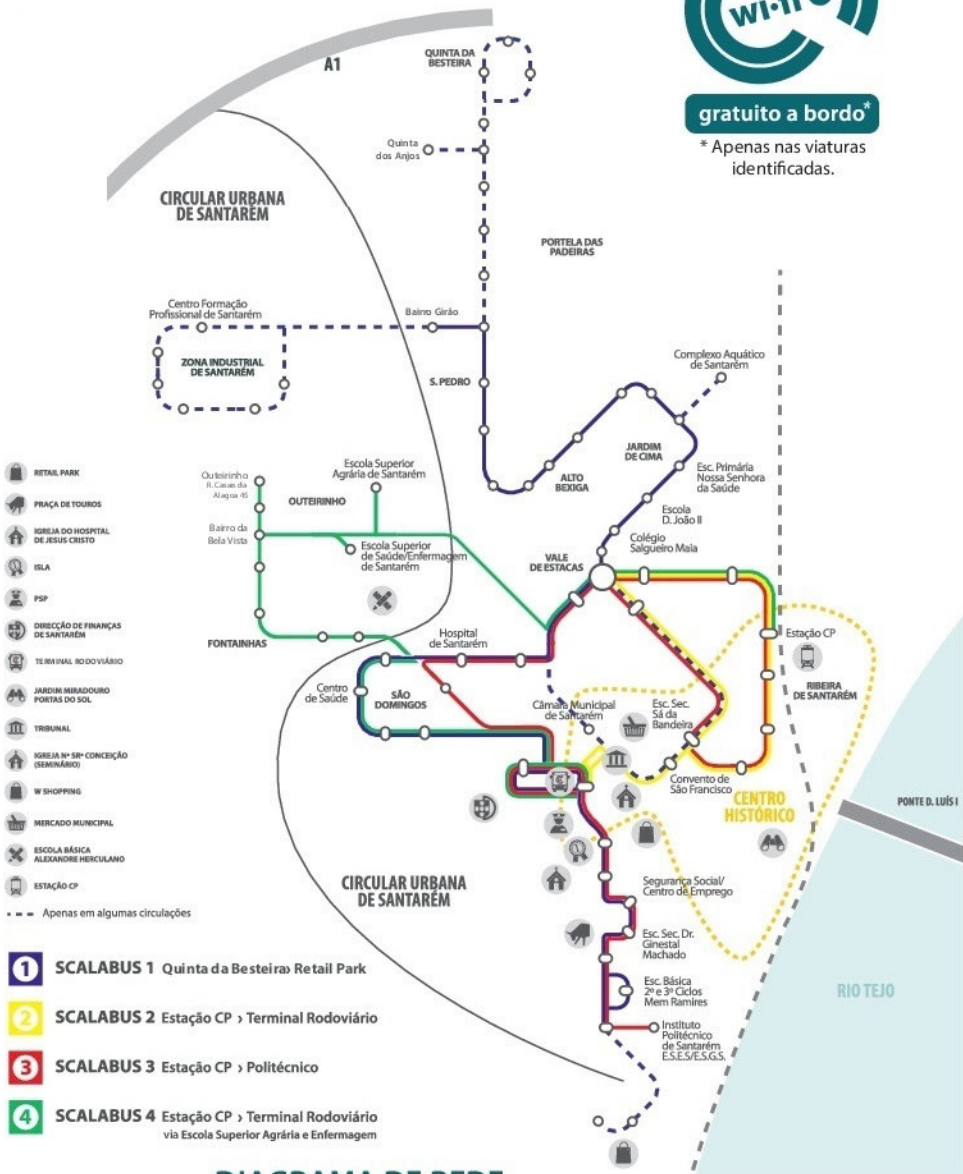 wi-fi
gratuito a bordo*
* Apenas nas viaturas
identificadas.
A1
QUINTA DA
BESTEIRA
Quinta
dos Anjos
CIRCULAR URBANA
DE SANTARÉM
PORTELA DAS
PADEIRAS
Centro Formação
Profissional de Santarém
Bairro Girão
ZONA INDUSTRIAL
DE SANTARÉM
S. PEDRO
Complexo Aquático
de Santarém
JARDIM
DE CIMA
ALTO
BEXIGA
Esc. Primária
Nossa Senhora
da Saúde
Escola
D. João II
Colégio
Salgueiro Maia
VALE
DE ESTACAS
Outeirinho
R. Casais da
Alagoa 45
Escola Superior
Agrária de Santarém
OUTEIRINHO
Bairro da
Bela Vista
Escola Superior
de Saúde/Enfermagem
de Santarém
FONTAINHAS
Hospital
de Santarém
Estação CP
RIBEIRA
DE SANTARÉM
Centro
de Saúde
SÃO
DOMINGOS
Câmara Municipal
de Santarém
Esc. Sec.
Sá da
Bandeira
Convento de
São Francisco
CENTRO
HISTÓRICO
PONTE D. LUÍS I
CIRCULAR URBANA
DE SANTARÉM
Segurança Social/
Centro de Emprego
Esc. Sec. Dr.
Ginestal
Machado
Esc. Básica
2º e 3º Ciclos
Mem Ramires
Instituto
Politécnico
de Santarém
E.S.E.S/E.S.G.S.
RIO TEJO
RETAIL PARK
PRAÇA DE TOUROS
IGREJA DO HOSPITAL
DE JESUS CRISTO
ISLA
PSP
DIRECÇÃO DE FINANÇAS
DE SANTARÉM
TERMINAL RODOVIÁRIO
JARDIM MIRADOURO
PORTAS DO SOL
TRIBUNAL
IGREJA Nª SRª CONCEIÇÃO
(SEMINÁRIO)
W SHOPPING
MERCADO MUNICIPAL
ESCOLA BÁSICA
ALEXANDRE HERCULANO
ESTAÇÃO CP
Apenas em algumas circulações
1 SCALABUS 1 Quinta da Besteira › Retail Park
2 SCALABUS 2 Estação CP › Terminal Rodoviário
3 SCALABUS 3 Estação CP › Politécnico
4 SCALABUS 4 Estação CP › Terminal Rodoviário
via Escola Superior Agrária e Enfermagem
DIAGRAMA DE REDE